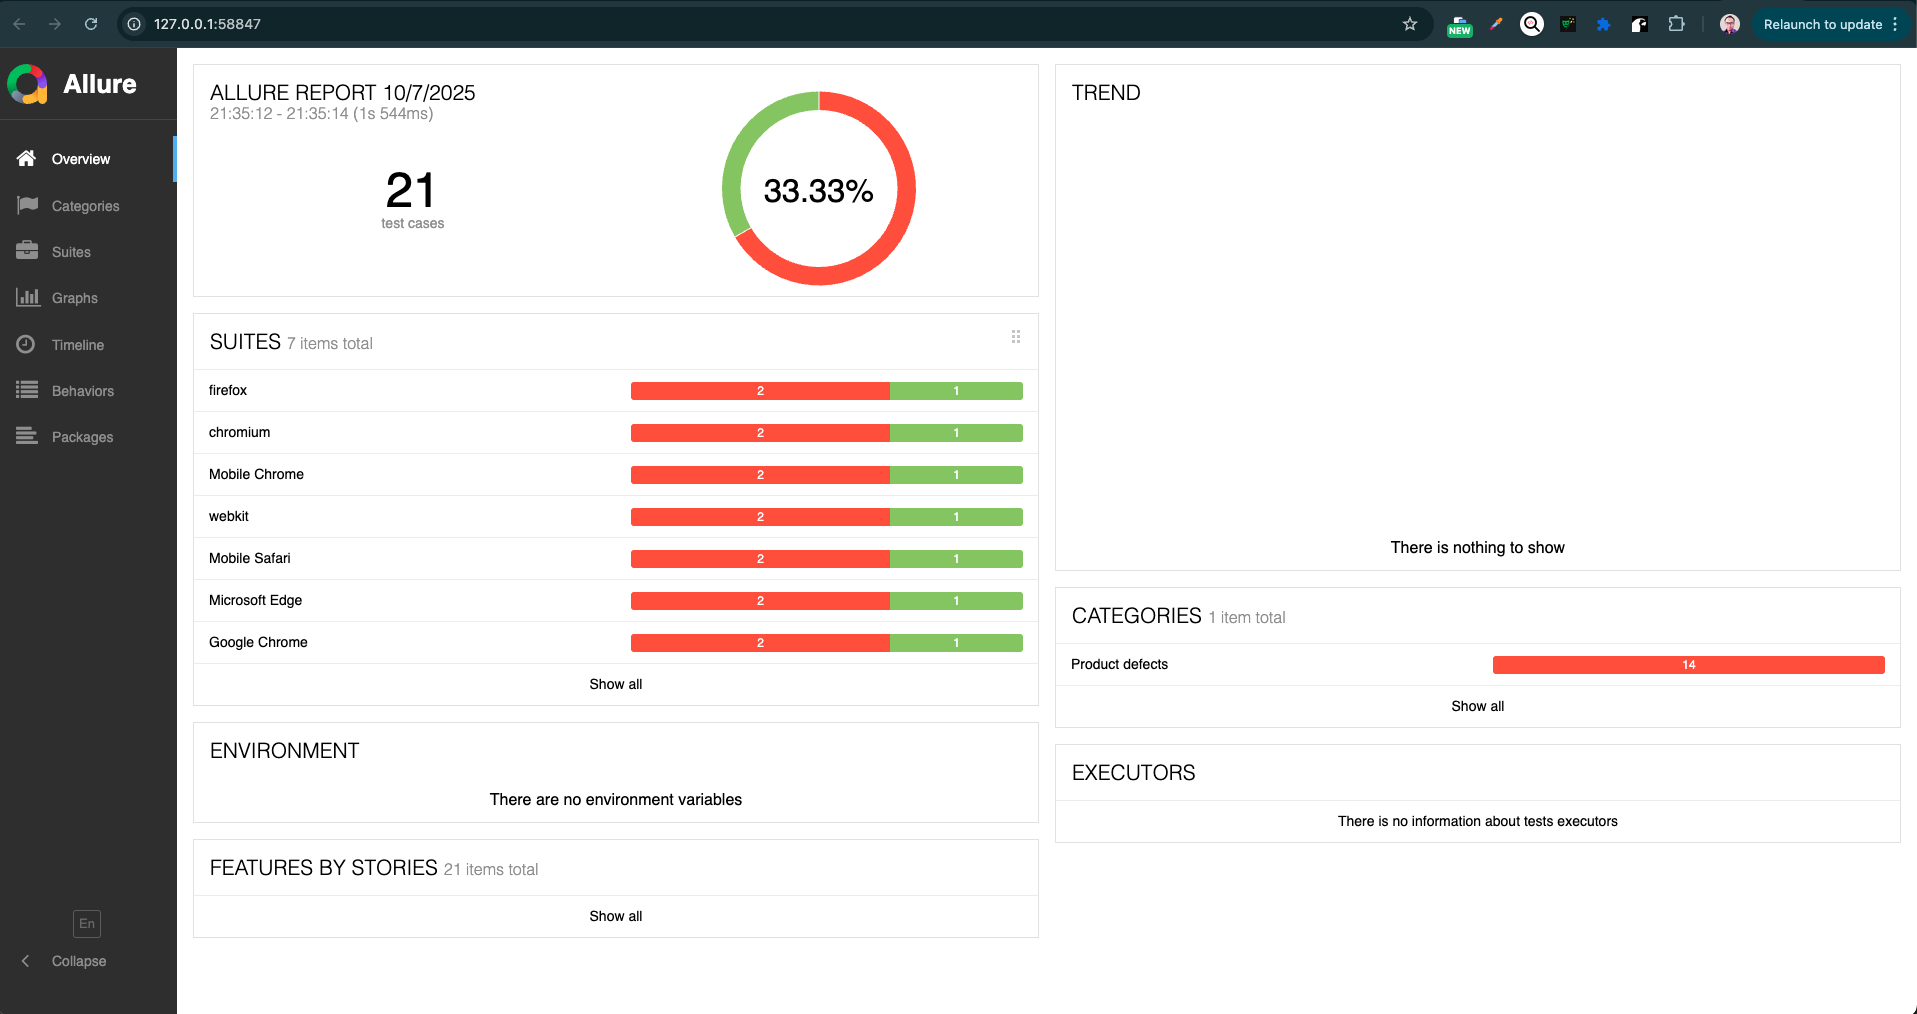 127.0.0.1:58847
NEW
Relaunch to update
Allure
Overview
Categories
Suites
Graphs
Timeline
Behaviors
Packages
En
Collapse
ALLURE REPORT 10/7/2025
21:35:12 - 21:35:14 (1s 544ms)
21
test cases
33.33%
SUITES 7 items total
firefox 2 1
chromium 2 1
Mobile Chrome 2 1
webkit 2 1
Mobile Safari 2 1
Microsoft Edge 2 1
Google Chrome 2 1
Show all
ENVIRONMENT
There are no environment variables
FEATURES BY STORIES 21 items total
Show all
TREND
There is nothing to show
CATEGORIES 1 item total
Product defects 14
Show all
EXECUTORS
There is no information about tests executors